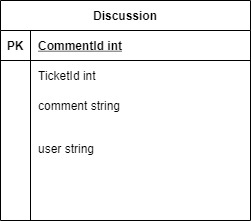 Discussion
PK CommentId int
TicketId int
comment string
user string